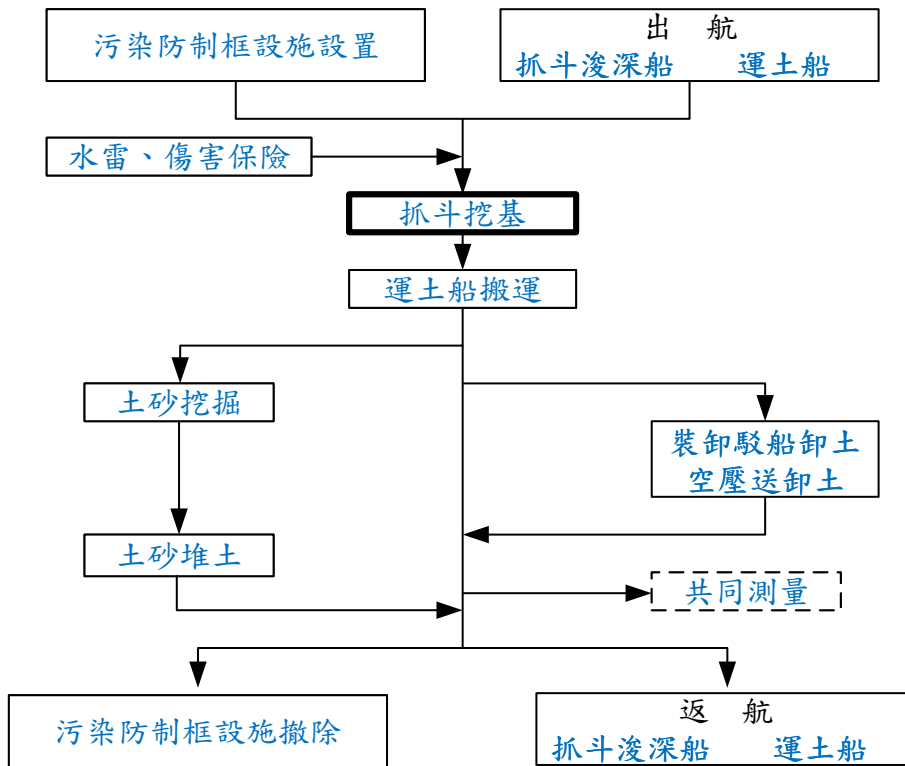 污染防制框設施設置
出 航
抓斗浚深船 運土船
水雷、傷害保險
抓斗挖基
運土船搬運
土砂挖掘
裝卸駁船卸土
空壓送卸土
土砂堆土
共同測量
污染防制框設施撤除
返 航
抓斗浚深船 運土船